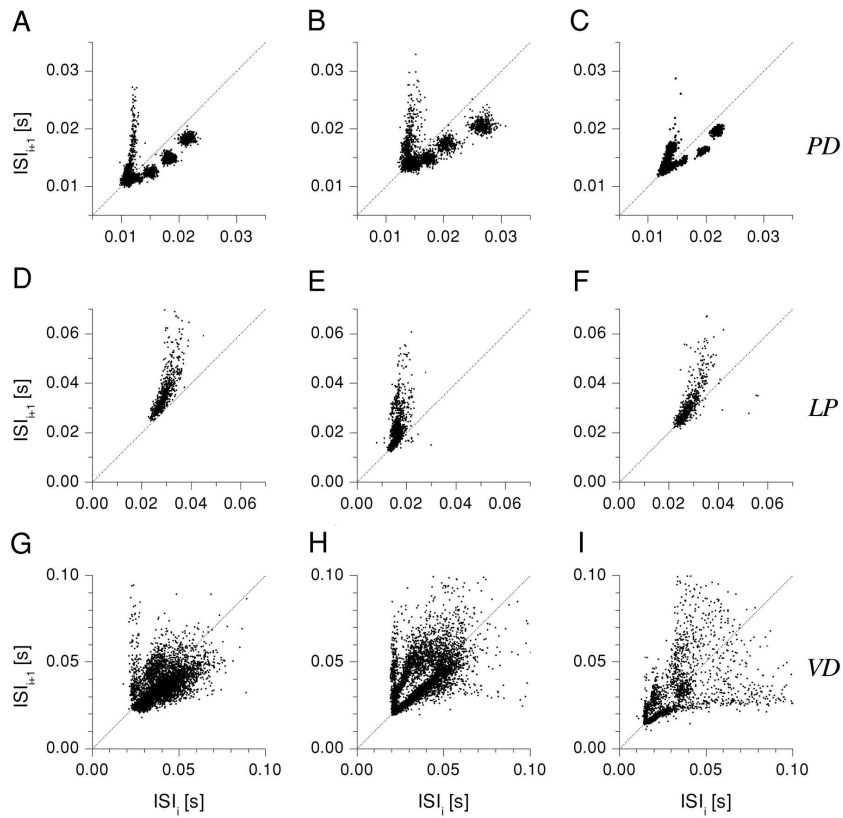 A B C
0.03 0.03 0.03
0.02 0.02 0.02
0.01 0.01 0.01
ISI i+1 [s]
PD
0.01 0.02 0.03 0.01 0.02 0.03 0.01 0.02 0.03
D E F
0.06 0.06 0.06
0.04 0.04 0.04
0.02 0.02 0.02
0.00 0.00 0.00
ISI i+1 [s]
LP
0.00 0.02 0.04 0.06 0.00 0.02 0.04 0.06 0.00 0.02 0.04 0.06
G H I
0.10 0.10 0.10
0.05 0.05 0.05
0.00 0.00 0.00
ISI i+1 [s]
VD
0.00 0.05 0.10 0.00 0.05 0.10 0.00 0.05 0.10
ISI i [s] ISI i [s] ISI i [s]